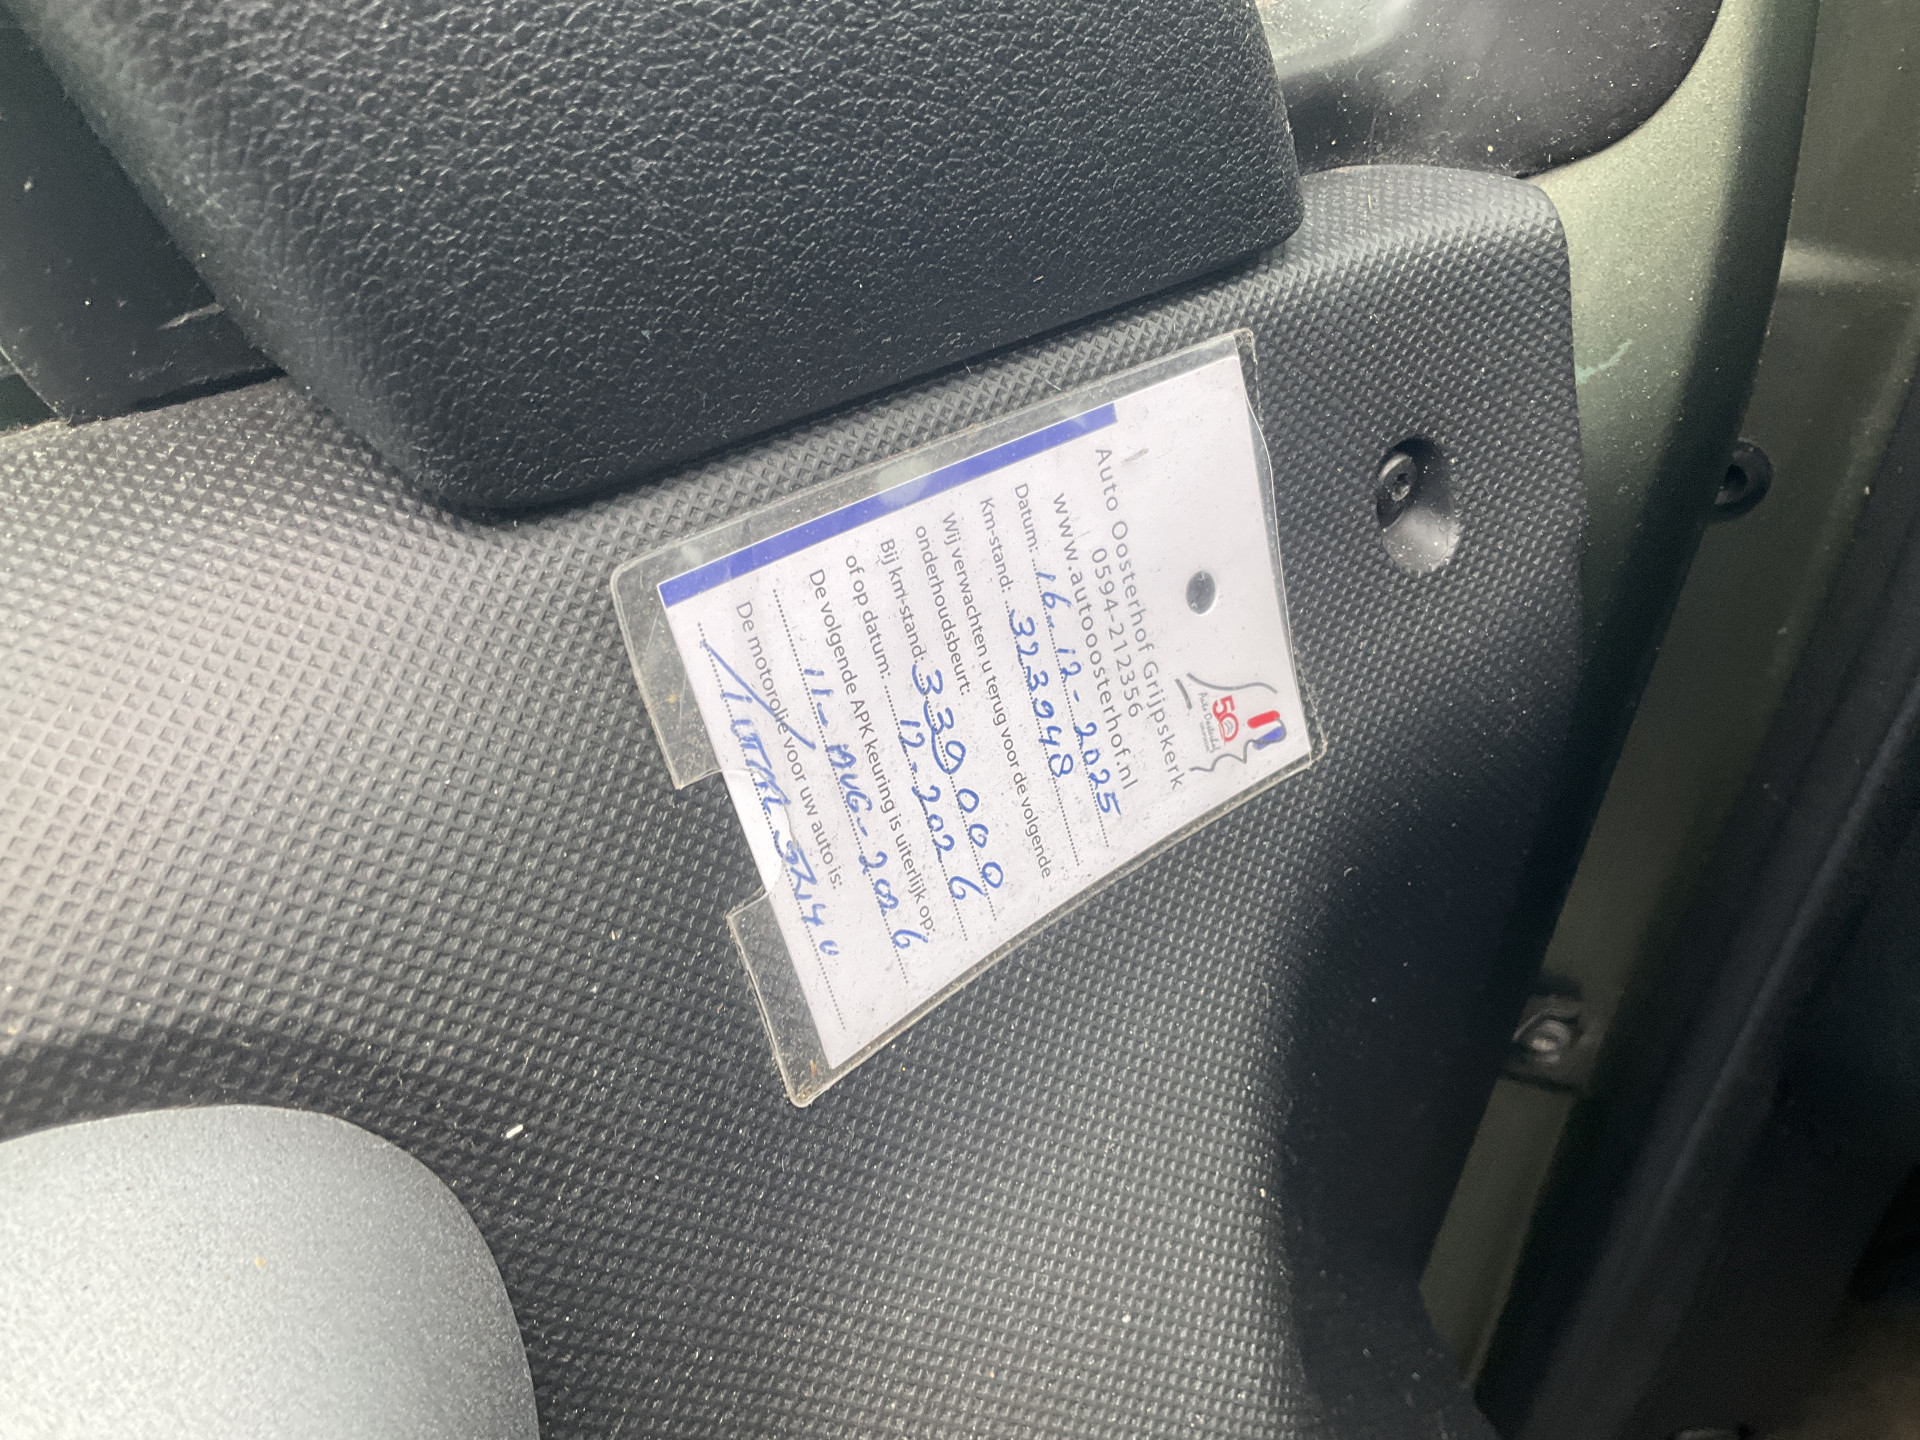 50
Auto Oosterhof Grijpskerk
0594-212356
www.autooosterhof.nl
Datum: 16-12-2025
Km-stand: 323948
Wij verwachten u terug voor de volgende
onderhoudsbeurt:
Bij km-stand: 339000
of op datum: 12-2026
De volgende APK keuring is uiterlijk op:
11-AUG-2026
De motorolie voor uw auto is: